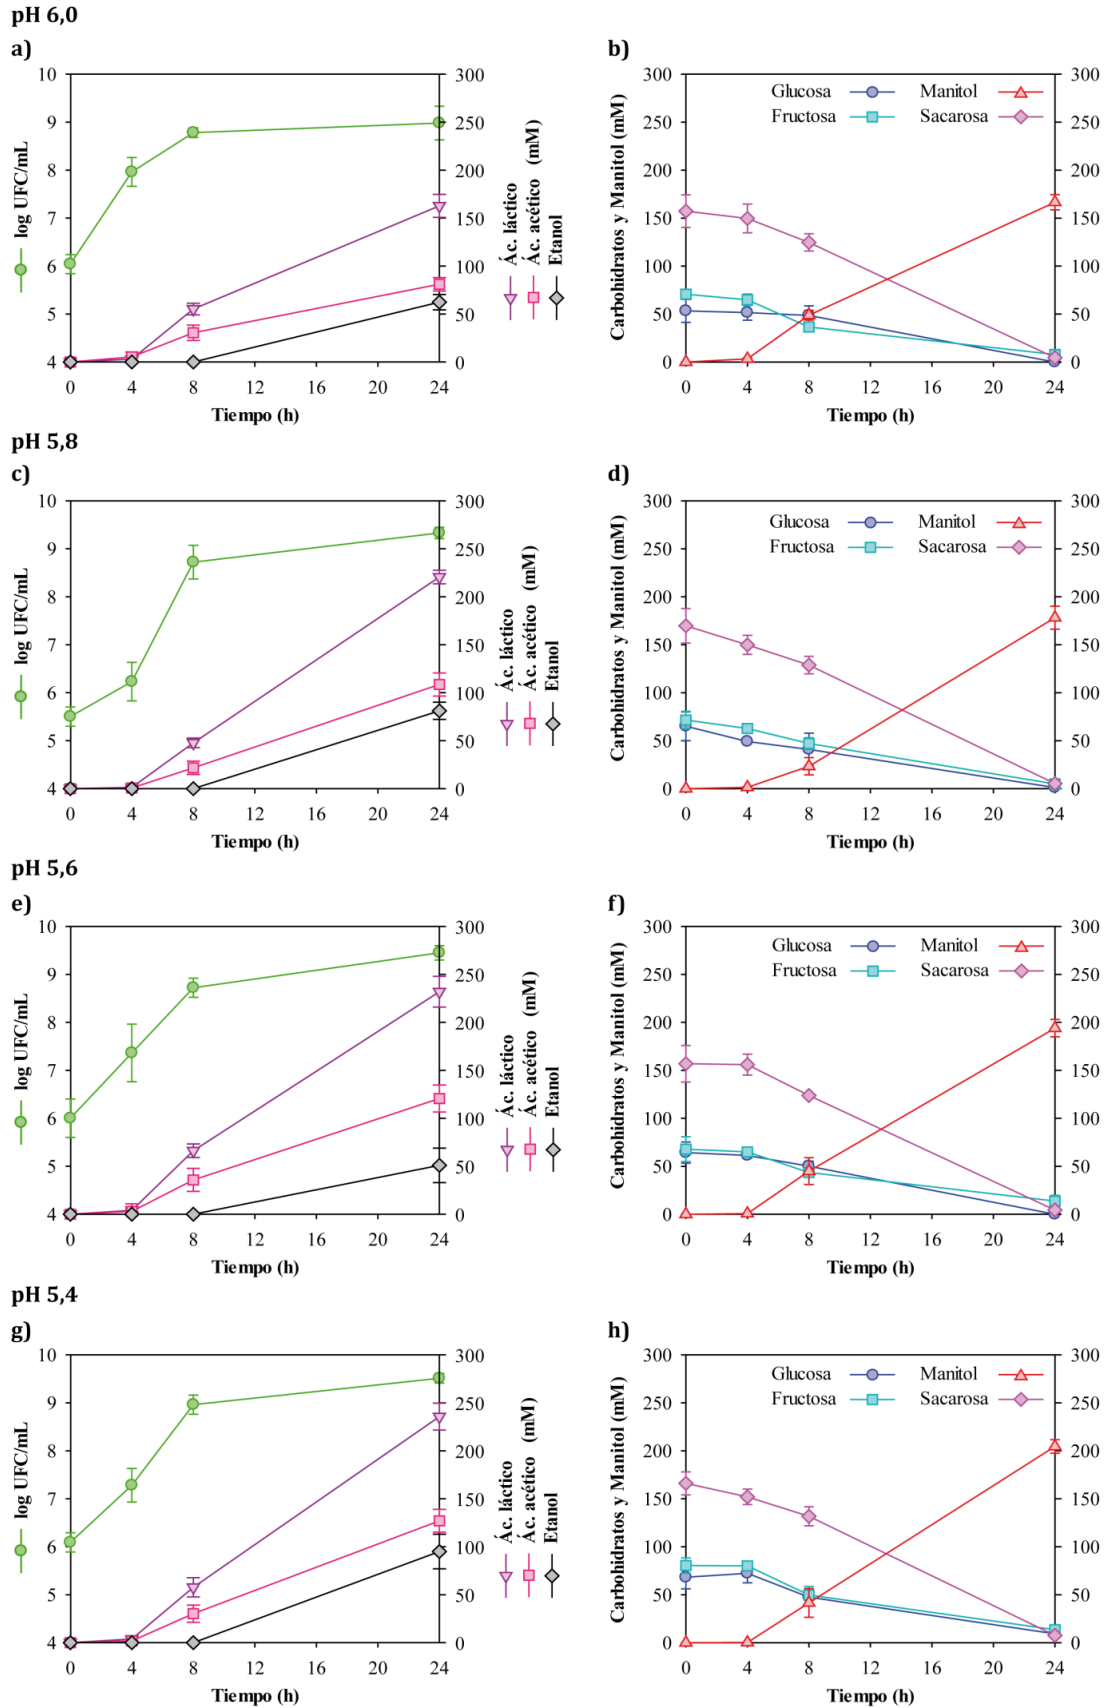 pH 6,0
a)
log UFC/mL
10
9
8
7
6
5
4
300
250
200
150
100
50
0
0 4 8 12 16 20 24
Tiempo (h)
Ác. láctico
Ác. acético (mM)
Etanol
b)
Carbohidratos y Manitol (mM)
300
250
200
150
100
50
0
Glucosa Manitol
Fructosa Sacarosa
300
250
200
150
100
50
0
0 4 8 12 16 20 24
Tiempo (h)
pH 5,8
c)
log UFC/mL
10
9
8
7
6
5
4
300
250
200
150
100
50
0
0 4 8 12 16 20 24
Tiempo (h)
Ác. láctico
Ác. acético (mM)
Etanol
d)
Carbohidratos y Manitol (mM)
300
250
200
150
100
50
0
Glucosa Manitol
Fructosa Sacarosa
300
250
200
150
100
50
0
0 4 8 12 16 20 24
Tiempo (h)
pH 5,6
e)
log UFC/mL
10
9
8
7
6
5
4
300
250
200
150
100
50
0
0 4 8 12 16 20 24
Tiempo (h)
Ác. láctico
Ác. acético (mM)
Etanol
f)
Carbohidratos y Manitol (mM)
300
250
200
150
100
50
0
Glucosa Manitol
Fructosa Sacarosa
300
250
200
150
100
50
0
0 4 8 12 16 20 24
Tiempo (h)
pH 5,4
g)
log UFC/mL
10
9
8
7
6
5
4
300
250
200
150
100
50
0
0 4 8 12 16 20 24
Tiempo (h)
Ác. láctico
Ác. acético (mM)
Etanol
h)
Carbohidratos y Manitol (mM)
300
250
200
150
100
50
0
Glucosa Manitol
Fructosa Sacarosa
300
250
200
150
100
50
0
0 4 8 12 16 20 24
Tiempo (h)